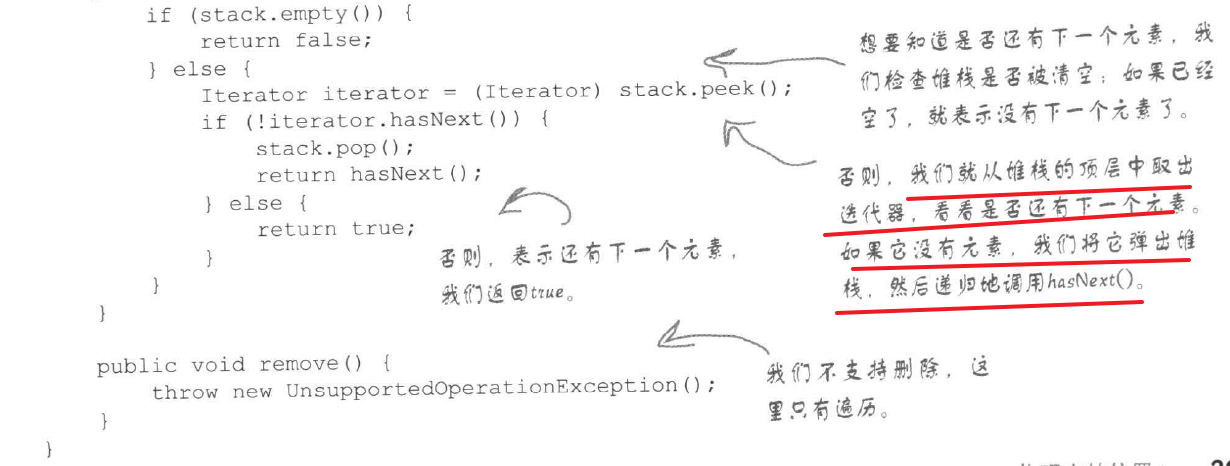 if (stack.empty()) {
return false;
} else {
Iterator iterator = (Iterator) stack.peek();
if (!iterator.hasNext()) {
stack.pop();
return hasNext();
} else {
return true;
}
}
}
public void remove() {
throw new UnsupportedOperationException();
}
}
想要知道是否还有下一个元素，我
们检查堆栈是否被清空；如果已经
空了，就表示没有下一个元素了。
否则，我们就从堆栈的顶层中取出
迭代器，看看是否还有下一个元素。
如果它没有元素，我们将它弹出堆
栈，然后递归地调用hasNext()。
否则，表示还有下一个元素，
我们返回true。
我们不支持删除，这
里只有遍历。